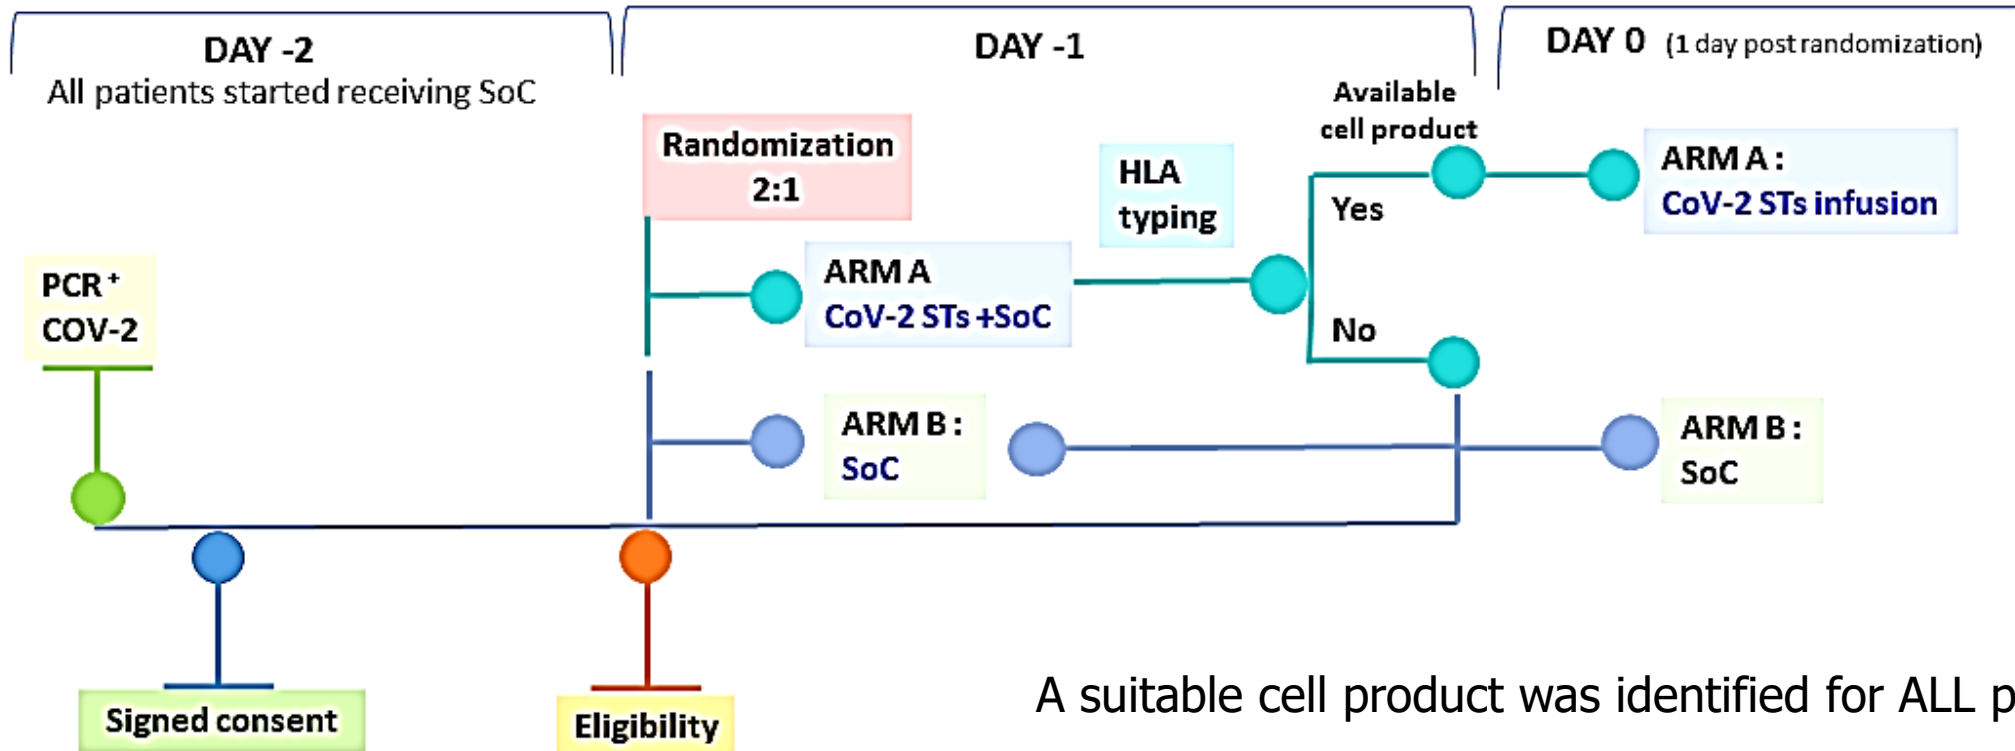 DAY -2
All patients started receiving SoC
DAY -1
DAY 0 (1 day post randomization)
Randomization
2:1
Available
cell product
HLA
typing
Yes
No
ARM A :
CoV-2 STs infusion
PCR +
COV-2
ARM A
CoV-2 STs +SoC
ARM B :
SoC
ARM B :
SoC
Signed consent
Eligibility
A suitable cell product was identified for ALL p